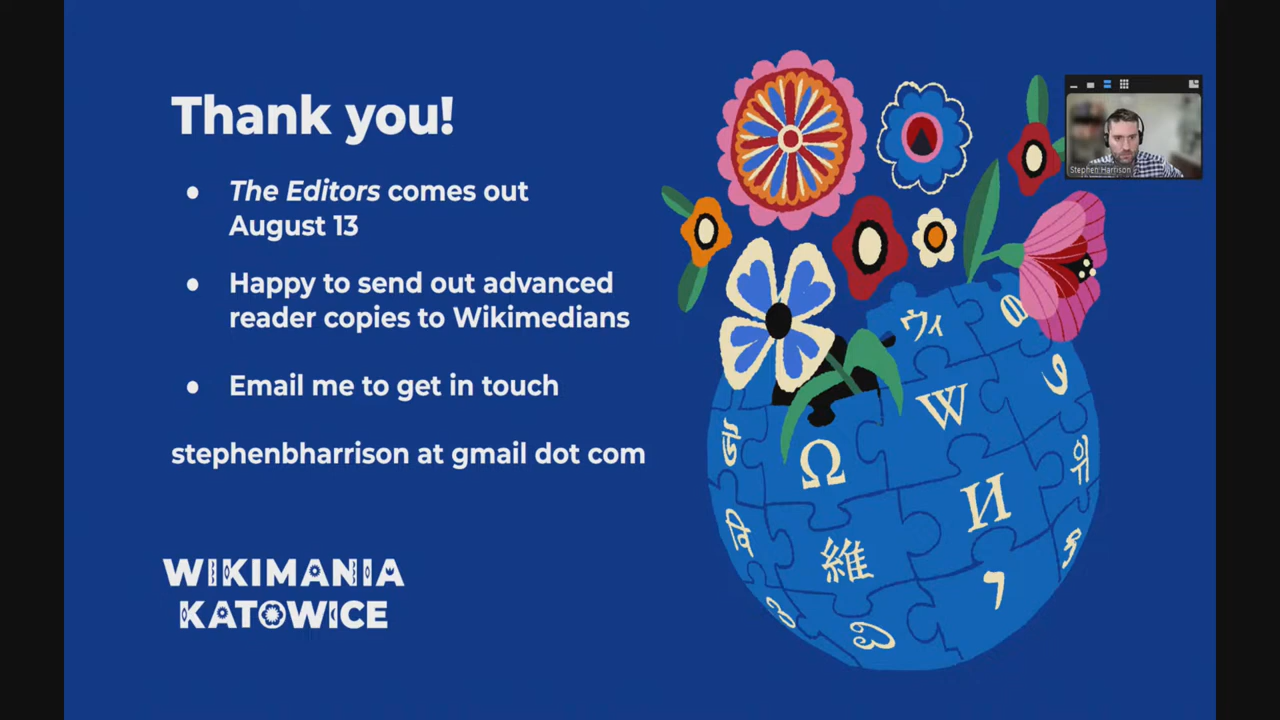 Thank you!
The Editors comes out
August 13
Happy to send out advanced
reader copies to Wikimedians
Email me to get in touch
stephenbharrison at gmail dot com
WIKIMANIA
KATOWICE
Stephen Harrison
ウィ
W
Ω
И
維
위
و
वि